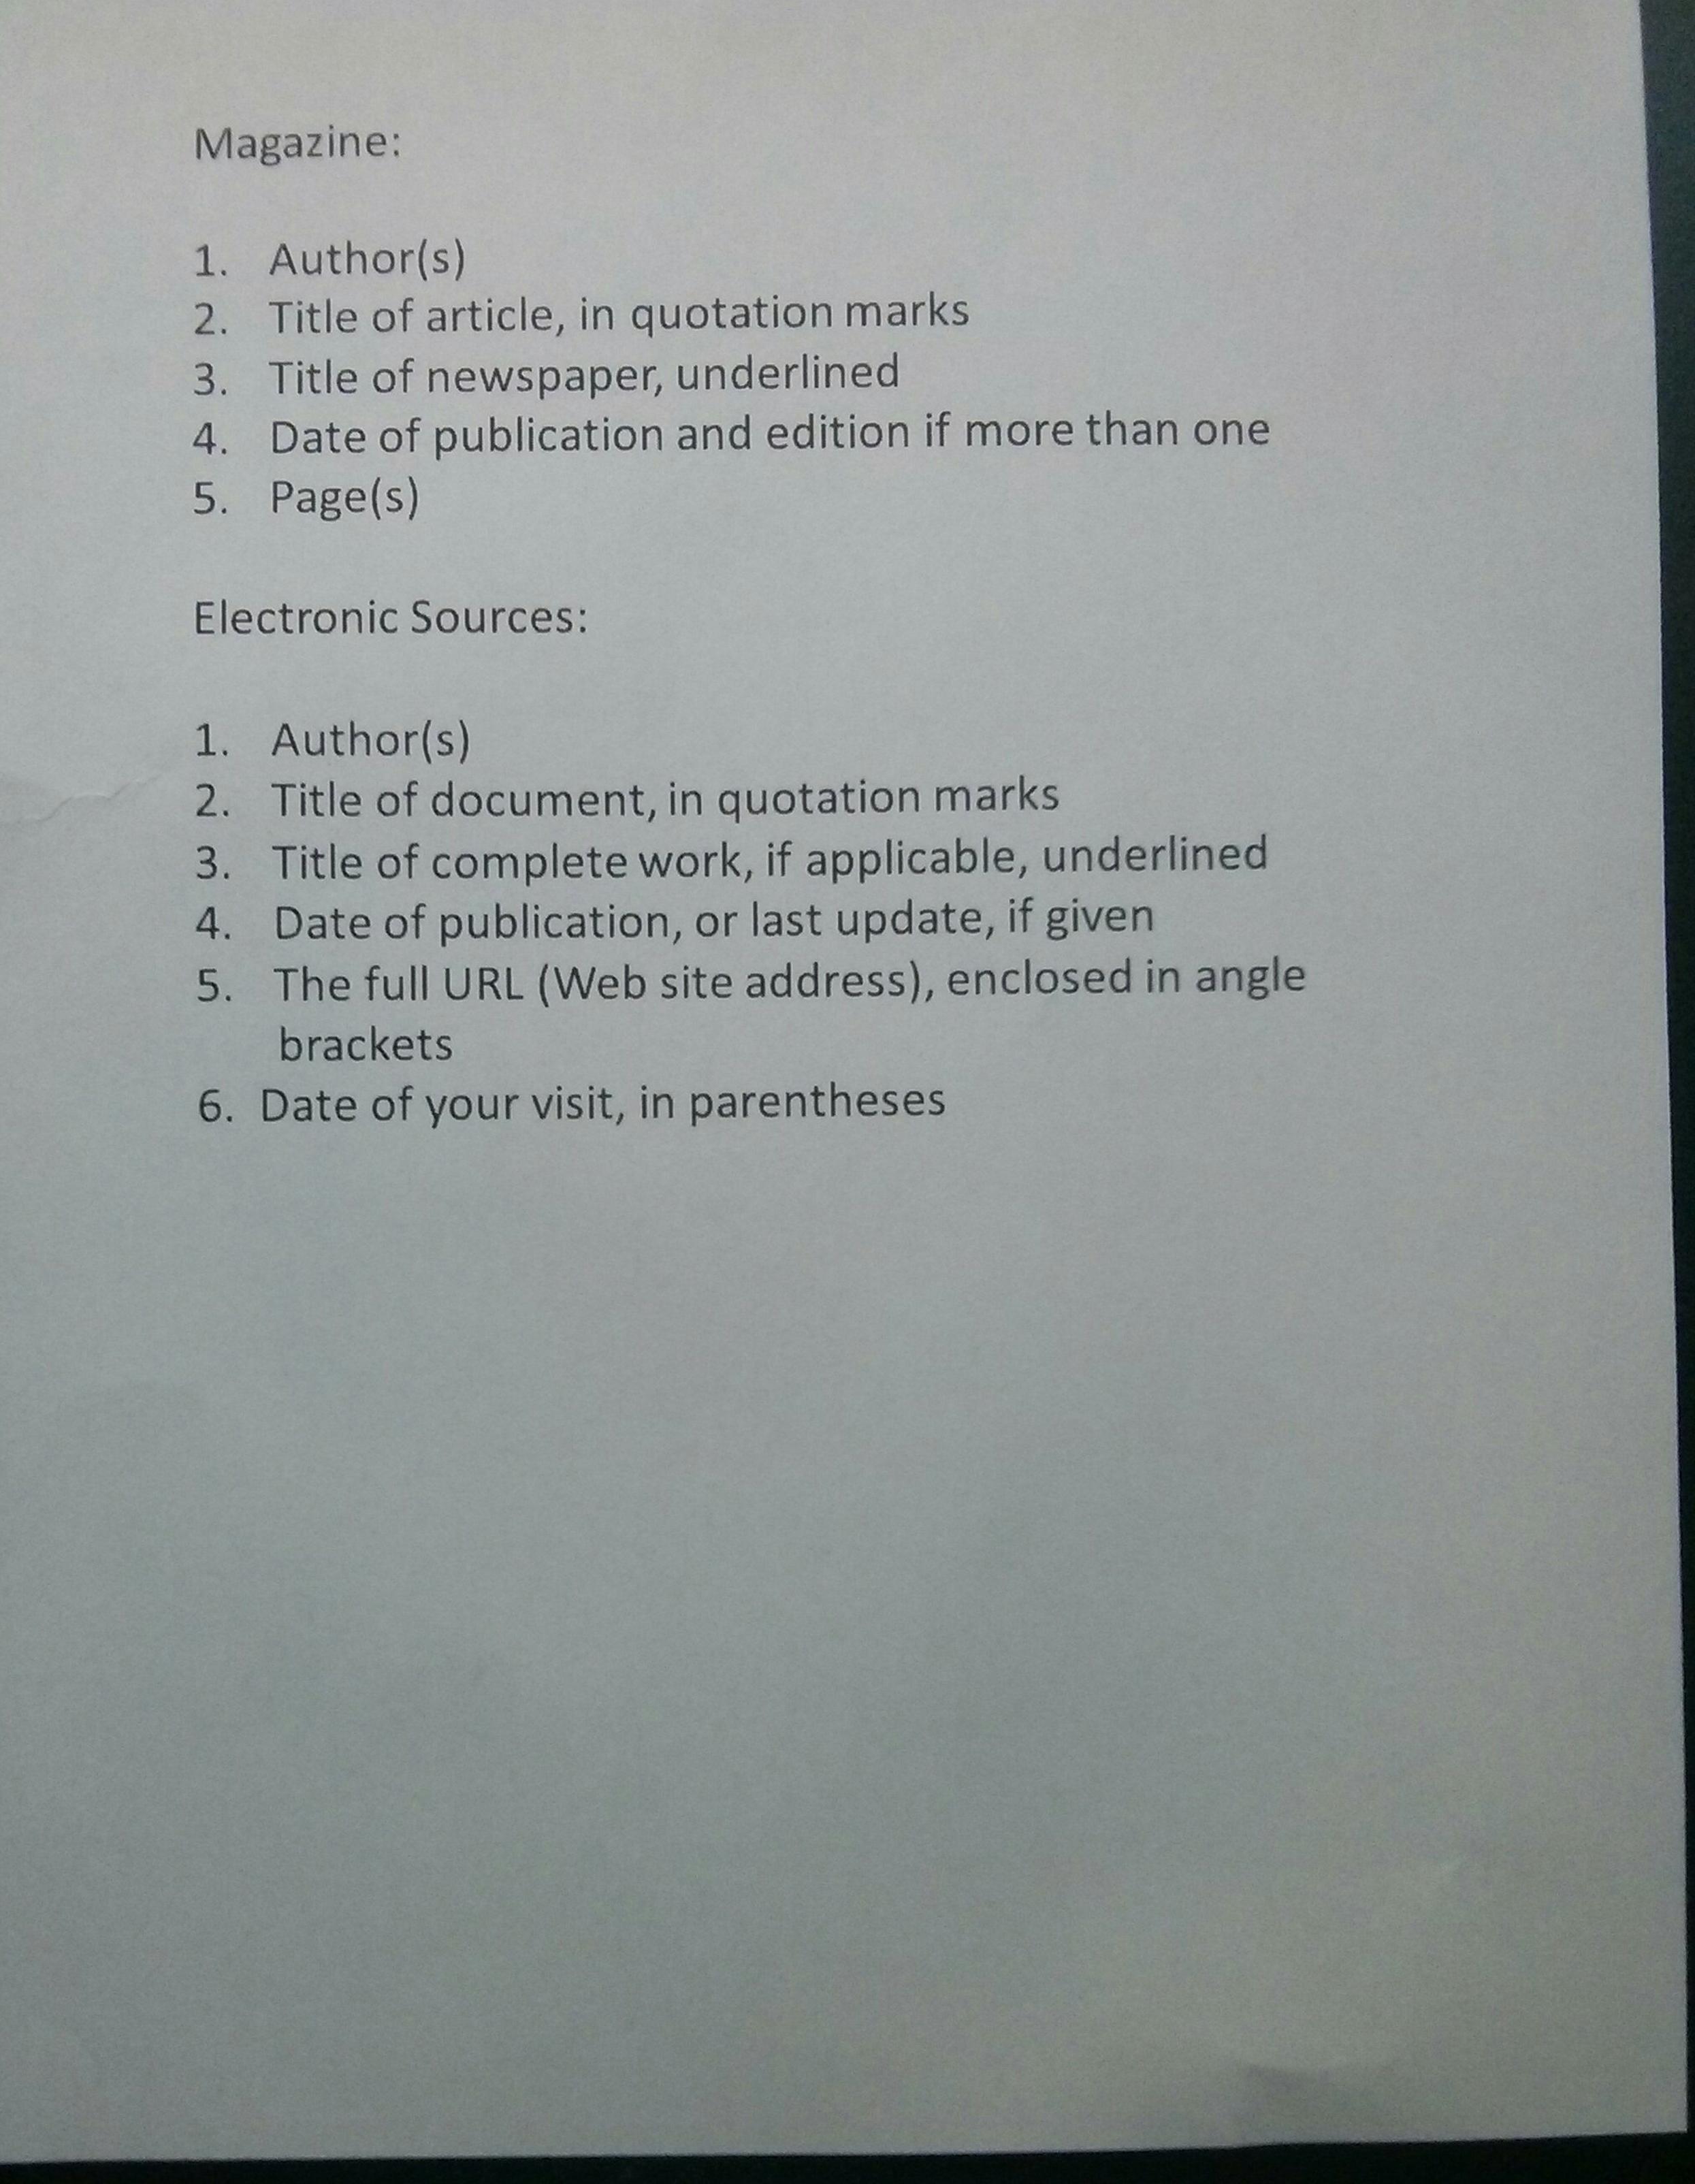 Magazine:
1. Author(s)
2. Title of article, in quotation marks
3. Title of newspaper, underlined
4. Date of publication and edition if more than one
5. Page(s)
Electronic Sources:
1. Author(s)
2. Title of document, in quotation marks
3. Title of complete work, if applicable, underlined
4. Date of publication, or last update, if given
5. The full URL (Web site address), enclosed in angle
brackets
6. Date of your visit, in parentheses